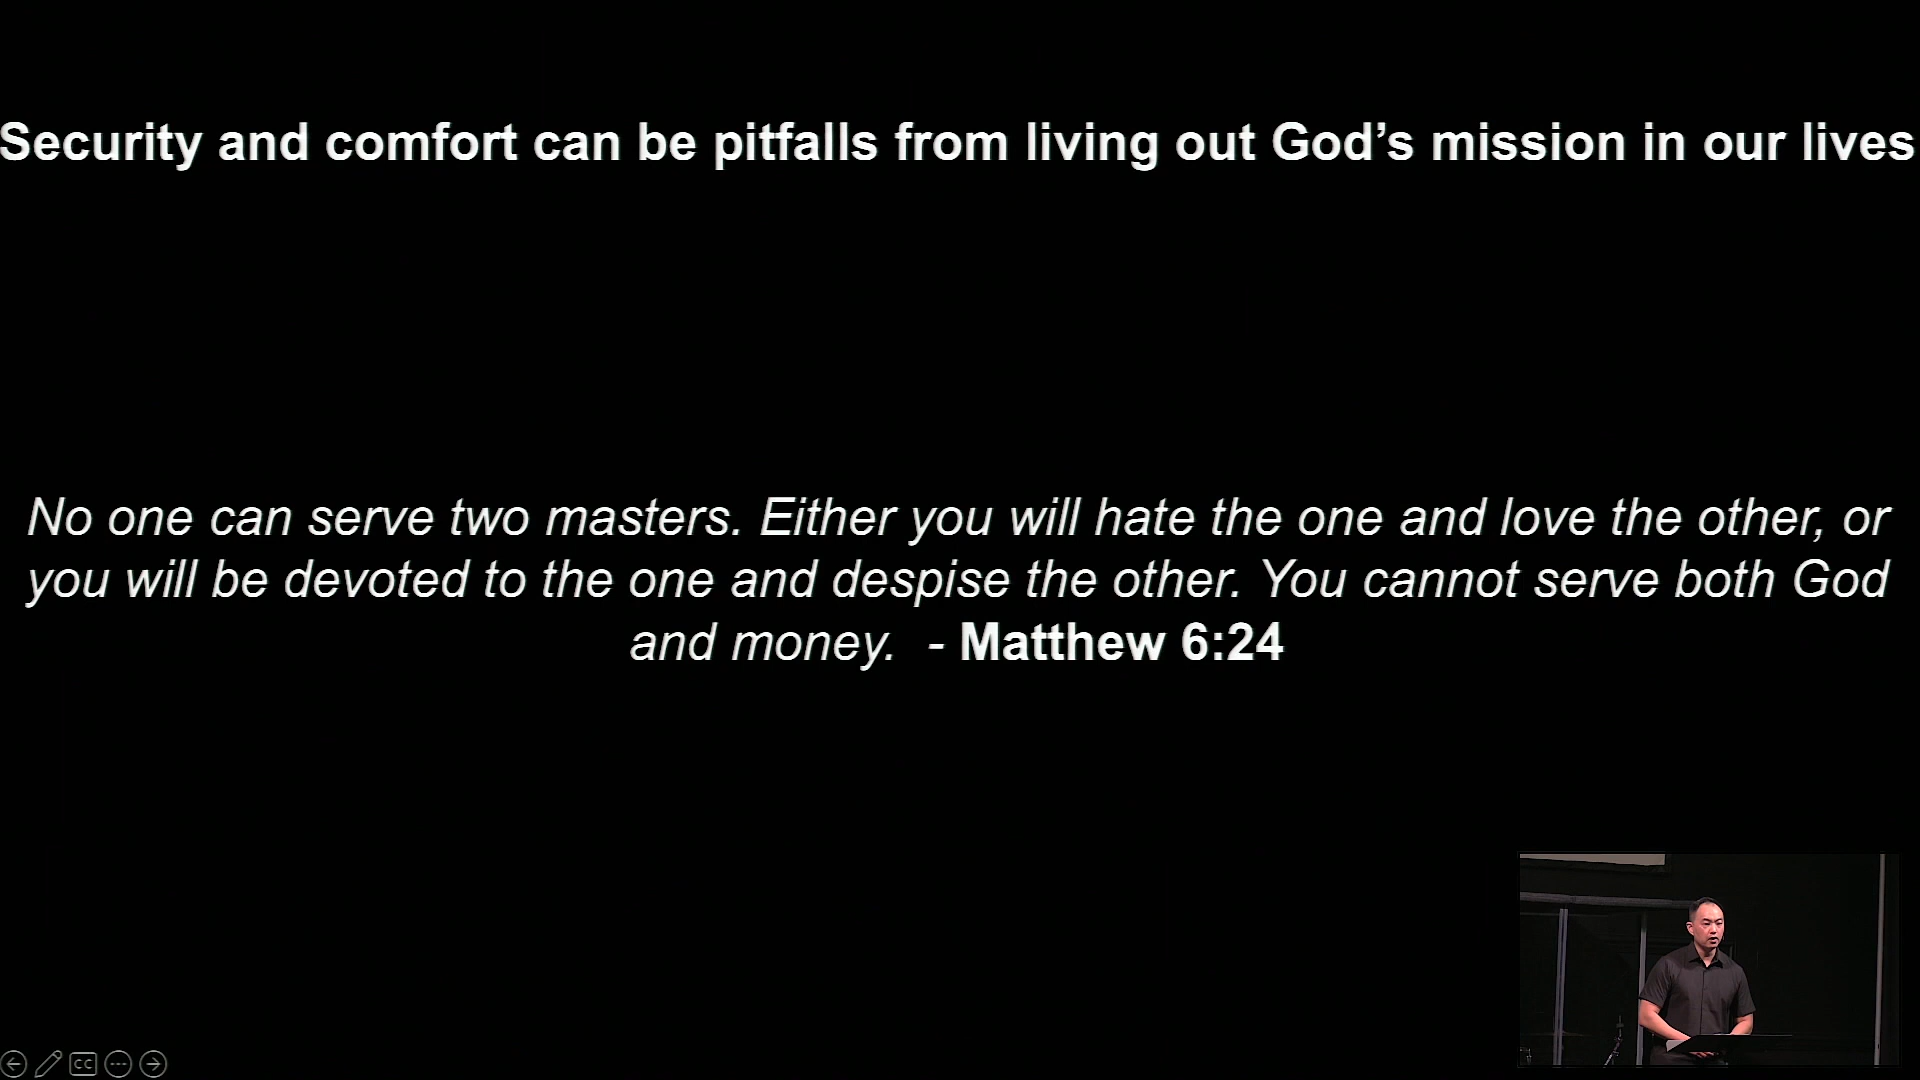 Security and comfort can be pitfalls from living out God’s mission in our lives
No one can serve two masters. Either you will hate the one and love the other, or
you will be devoted to the one and despise the other. You cannot serve both God
and money.  - Matthew 6:24
CC